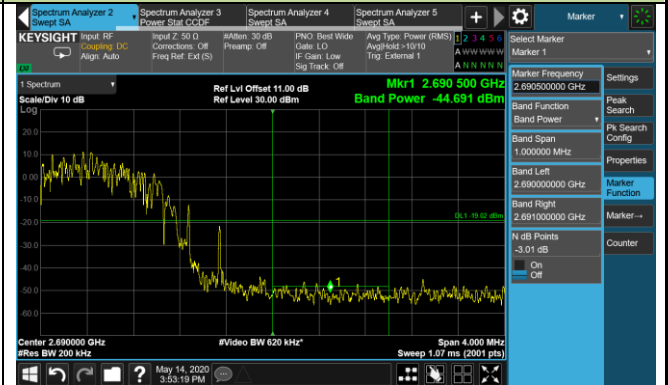 Spectrum Analyzer 2
Swept SA
Spectrum Analyzer 3
Power Stat CCDF
Spectrum Analyzer 4
Swept SA
Spectrum Analyzer 5
Swept SA
+
Marker
KEYSIGHT
Input: RF
Coupling: DC
Align: Auto
Input Z: 50 Ω
Corrections: Off
Freq Ref: Ext (S)
#Atten: 30 dB
Preamp: Off
PNO: Best Wide
Gate: LO
IF Gain: Low
Sig Track: Off
Avg Type: Power (RMS)
Avg|Hold:>10/10
Trig: External 1
1 2 3 4 5 6
A W W W W W
A N N N N N
Select Marker
Marker 1
1 Spectrum
Scale/Div 10 dB
Log
Ref Lvl Offset 11.00 dB
Ref Level 30.00 dBm
Mkr1 2.690 500 GHz
Band Power -44.691 dBm
20.0
10.0
0.00
-10.0
-20.0
-30.0
-40.0
-50.0
-60.0
DL1 -19.02 dBm
1
Center 2.690000 GHz
#Res BW 200 kHz
#Video BW 620 kHz*
Span 4.000 MHz
Sweep 1.07 ms (2001 pts)
Marker Frequency
2.690500000 GHz
Band Function
Band Power
Band Span
1.000000 MHz
Band Left
2.690000000 GHz
Band Right
2.691000000 GHz
N dB Points
-3.01 dB
On
Off
Settings
Peak
Search
Pk Search
Config
Properties
Marker
Function
Marker→
Counter
?
May 14, 2020
3:53:19 PM